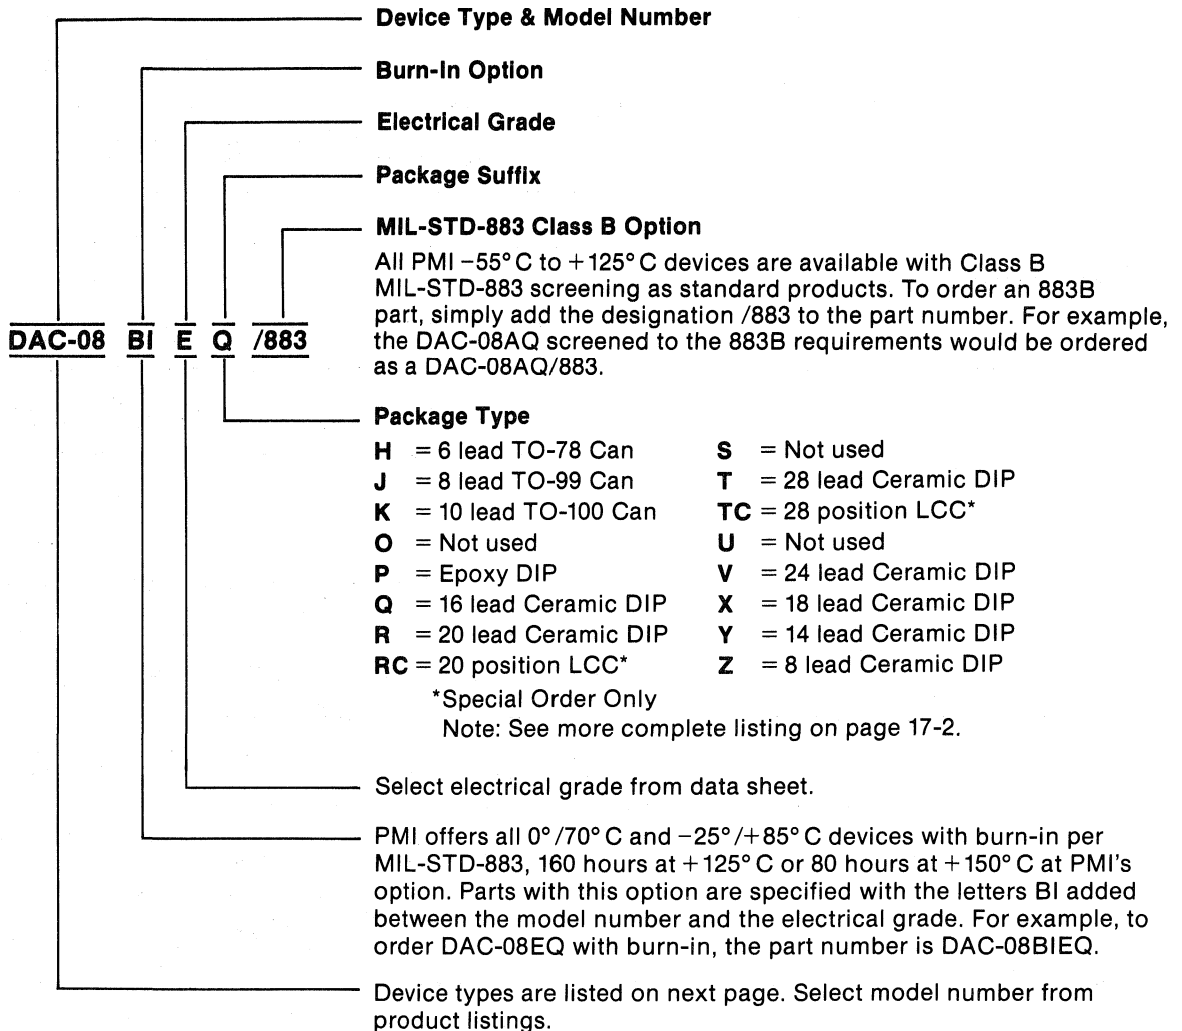 Device Type & Model Number
Burn-In Option
Electrical Grade
Package Suffix
MIL-STD-883 Class B Option
All PMI −55°C to +125°C devices are available with Class B
MIL-STD-883 screening as standard products. To order an 883B
part, simply add the designation /883 to the part number. For example,
the DAC-08AQ screened to the 883B requirements would be ordered
as a DAC-08AQ/883.
DAC-08 BI E Q /883
Package Type
H = 6 lead TO-78 Can
J = 8 lead TO-99 Can
K = 10 lead TO-100 Can
O = Not used
P = Epoxy DIP
Q = 16 lead Ceramic DIP
R = 20 lead Ceramic DIP
RC = 20 position LCC*
S = Not used
T = 28 lead Ceramic DIP
TC = 28 position LCC*
U = Not used
V = 24 lead Ceramic DIP
X = 18 lead Ceramic DIP
Y = 14 lead Ceramic DIP
Z = 8 lead Ceramic DIP
*Special Order Only
Note: See more complete listing on page 17-2.
Select electrical grade from data sheet.
PMI offers all 0°/70°C and −25°/+85°C devices with burn-in per
MIL-STD-883, 160 hours at +125°C or 80 hours at +150°C at PMI's
option. Parts with this option are specified with the letters BI added
between the model number and the electrical grade. For example, to
order DAC-08EQ with burn-in, the part number is DAC-08BIEQ.
Device types are listed on next page. Select model number from
product listings.